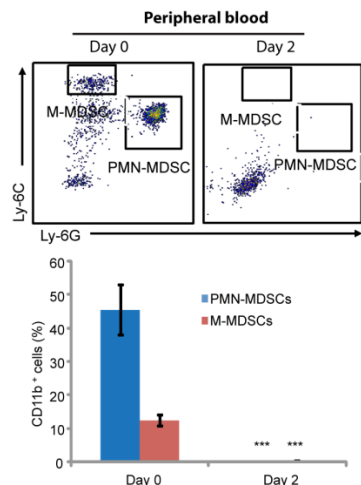 Peripheral blood
Day 0
Day 2
Ly-6C
M-MDSC
PMN-MDSC
M-MDSC
PMN-MDSC
Ly-6G
CD11b + cells (%)
60
50
40
30
20
10
0
PMN-MDSCs
M-MDSCs
*** ***
Day 0
Day 2